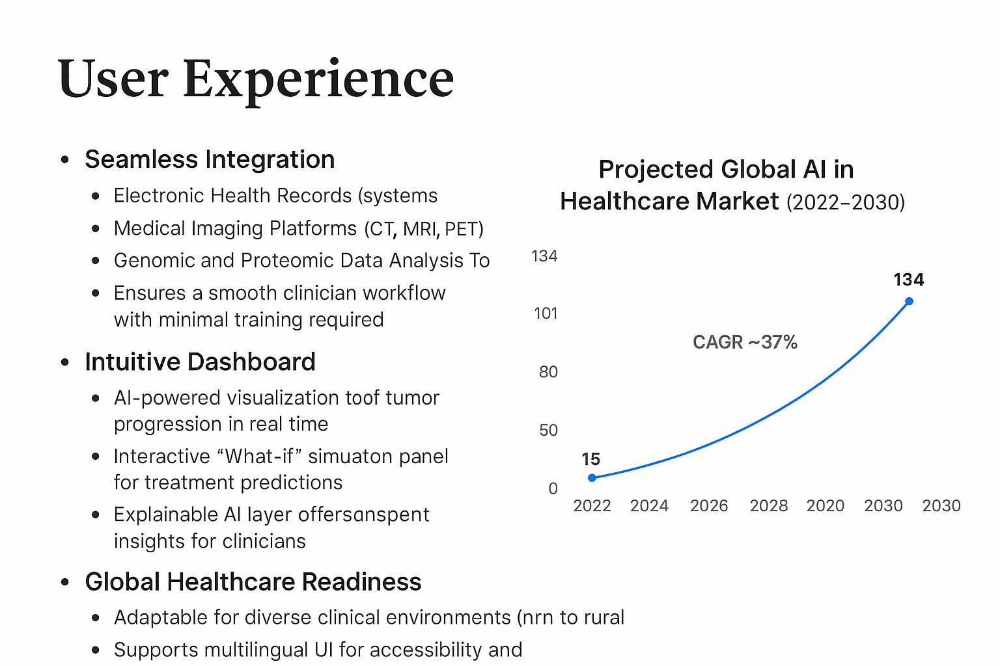 User Experience
• Seamless Integration
• Electronic Health Records (systems
• Medical Imaging Platforms (CT, MRI, PET)
• Genomic and Proteomic Data Analysis To
• Ensures a smooth clinician workflow
with minimal training required
• Intuitive Dashboard
• AI-powered visualization toof tumor
progression in real time
• Interactive “What-if” simuaton panel
for treatment predictions
• Explainable AI layer offersanspent
insights for clinicians
• Global Healthcare Readiness
• Adaptable for diverse clinical environments (nrn to rural
• Supports multilingual UI for accessibility and
Projected Global AI in
Healthcare Market (2022–2030)
134
134
101
CAGR ~37%
80
50
15
0
2022 2024 2026 2028 2020 2030 2030